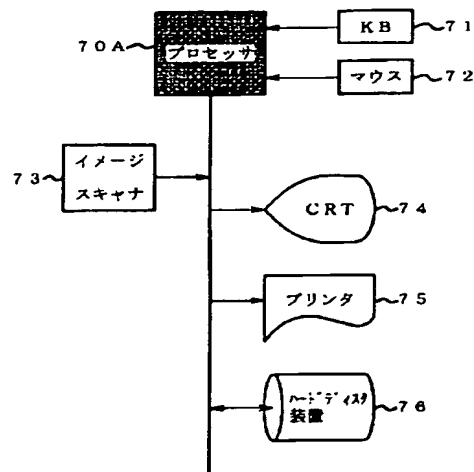 KB
71
70A
プロセッサ
マウス
72
イメージ
73
スキャナ
CRT
74
プリンタ
75
ハードディスク
76
装置